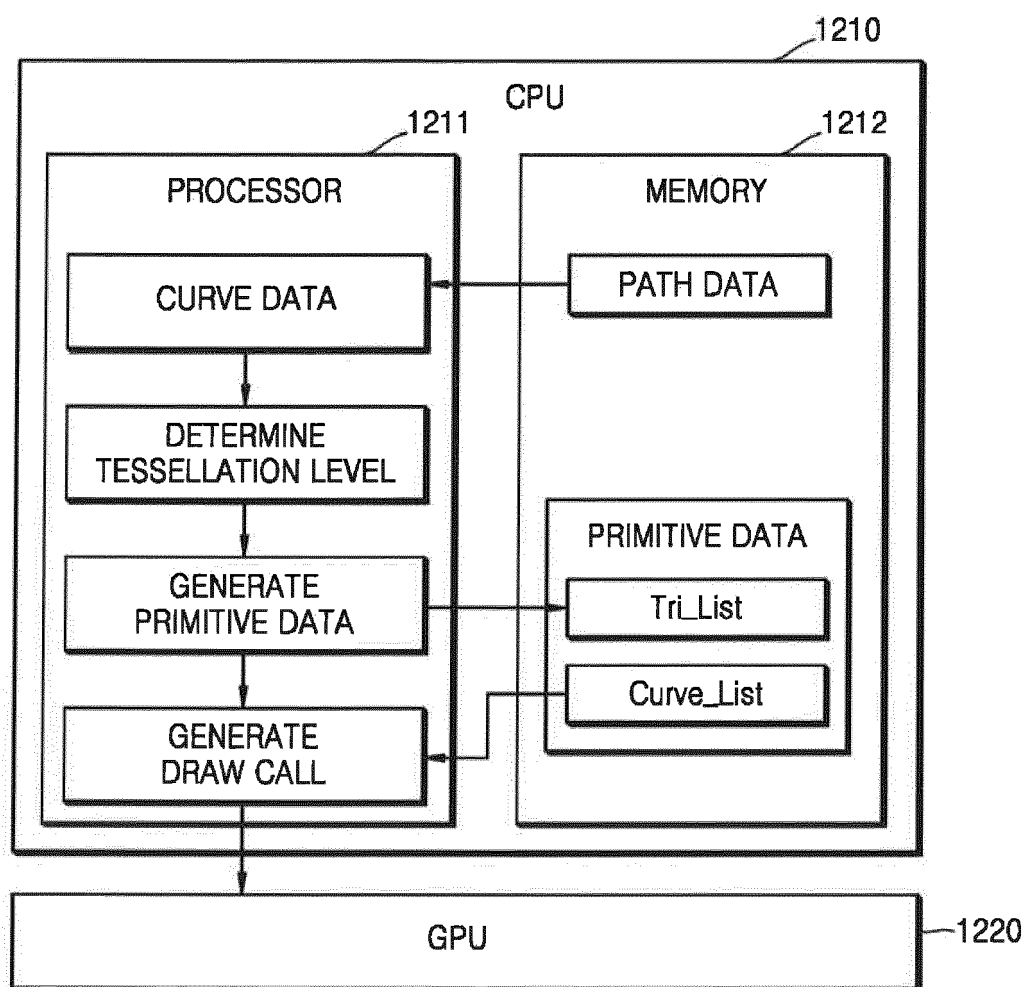 1210
CPU
1211
1212
PROCESSOR
MEMORY
CURVE DATA
PATH DATA
DETERMINE
TESSELLATION LEVEL
PRIMITIVE DATA
GENERATE
PRIMITIVE DATA
Tri_List
Curve_List
GENERATE
DRAW CALL
GPU
1220